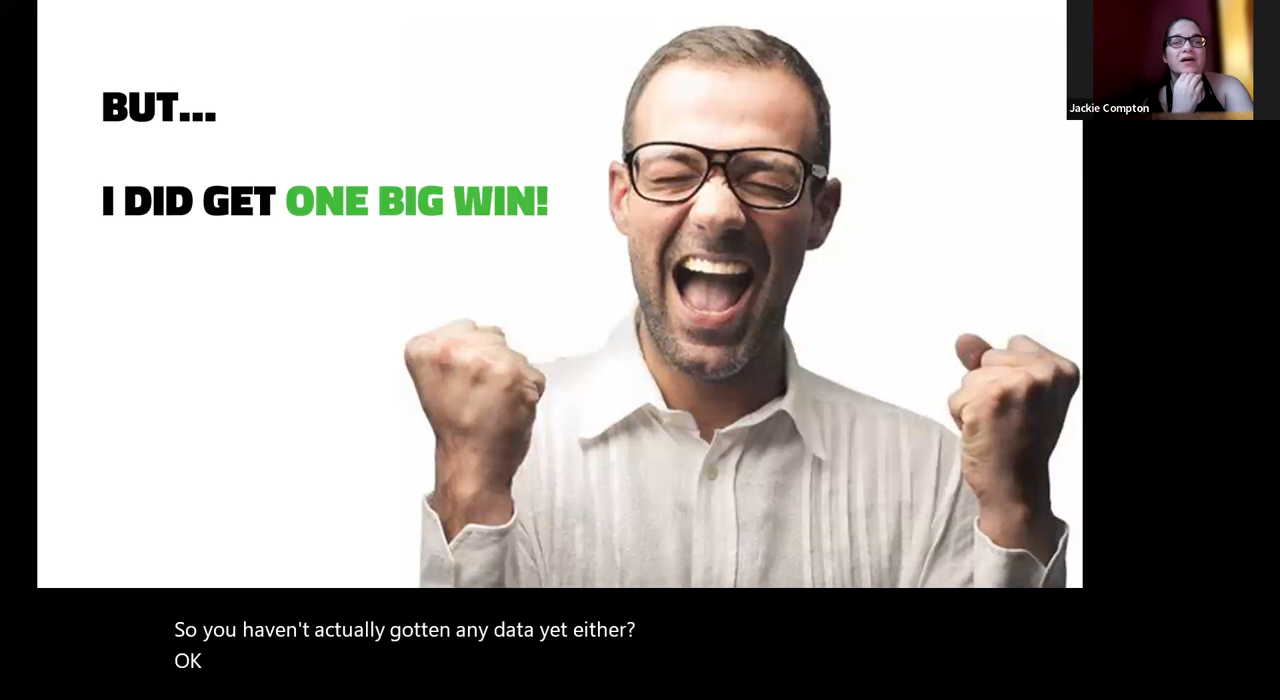 BUT...
I DID GET ONE BIG WIN!
Jackie Compton
So you haven't actually gotten any data yet either?
OK